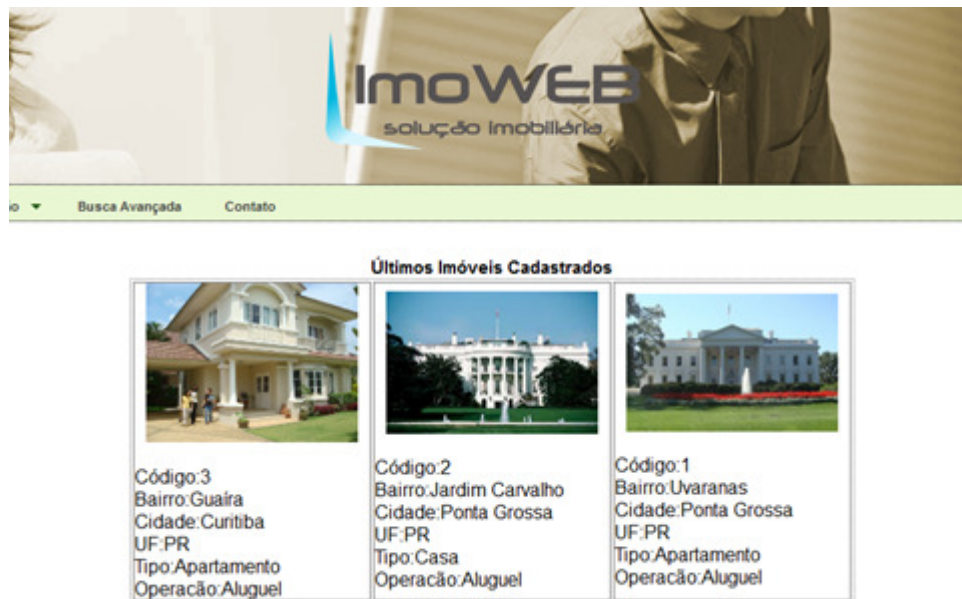 ImoWEB
solução imobiliária
Busca Avançada
Contato
Últimos Imóveis Cadastrados
Código:3
Bairro:Guaíra
Cidade:Curitiba
UF:PR
Tipo:Apartamento
Operacão:Aluguel
Código:2
Bairro:Jardim Carvalho
Cidade:Ponta Grossa
UF:PR
Tipo:Casa
Operacão:Aluguel
Código:1
Bairro:Uvaranas
Cidade:Ponta Grossa
UF:PR
Tipo:Apartamento
Operacão:Aluguel